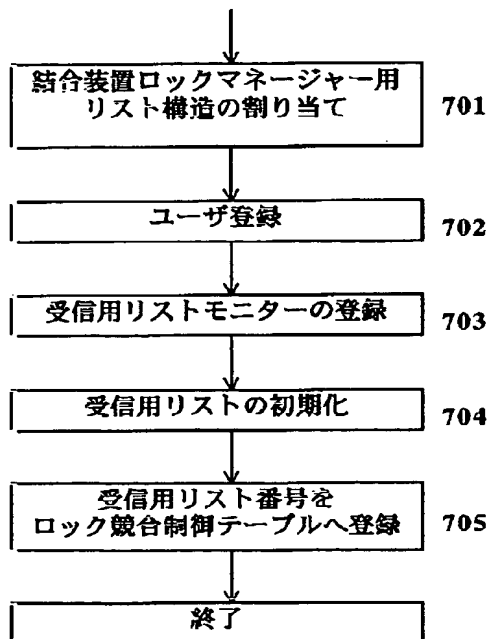 結合装置ロックマネージャー用
リスト構造の割り当て
701
ユーザ登録
702
受信用リストモニターの登録
703
受信用リストの初期化
704
受信用リスト番号を
ロック競合制御テーブルへ登録
705
終了